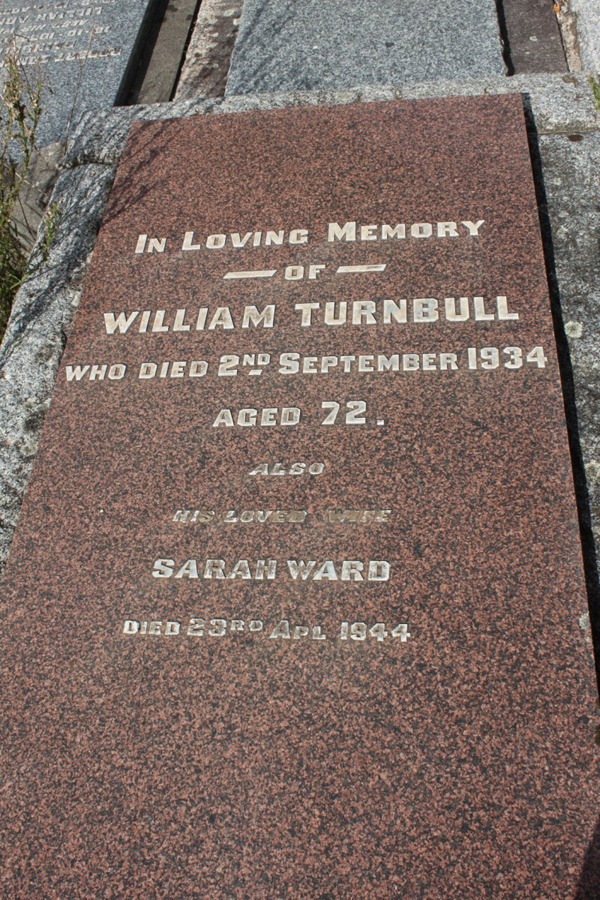 IN LOVING MEMORY
— OF —
WILLIAM TURNBULL
WHO DIED 2ND SEPTEMBER 1934
AGED 72.
ALSO
HIS LOVED WIFE
SARAH WARD
DIED 23RD APL 1944